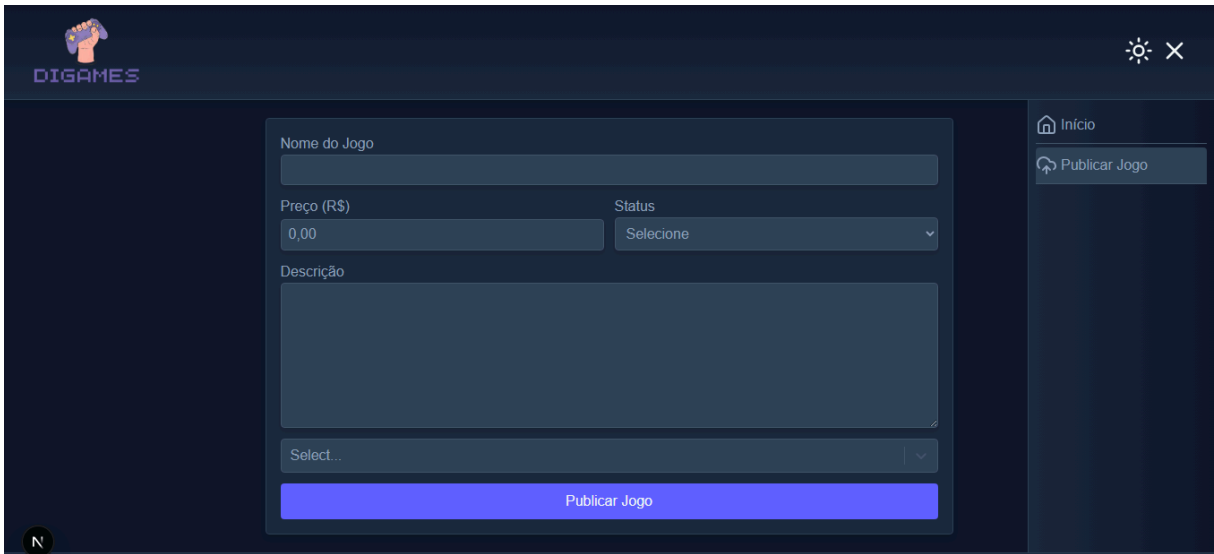 DIGAMES
Início
Publicar Jogo
Nome do Jogo
Preço (R$)
Status
0,00
Selecione
Descrição
Select...
Publicar Jogo
N